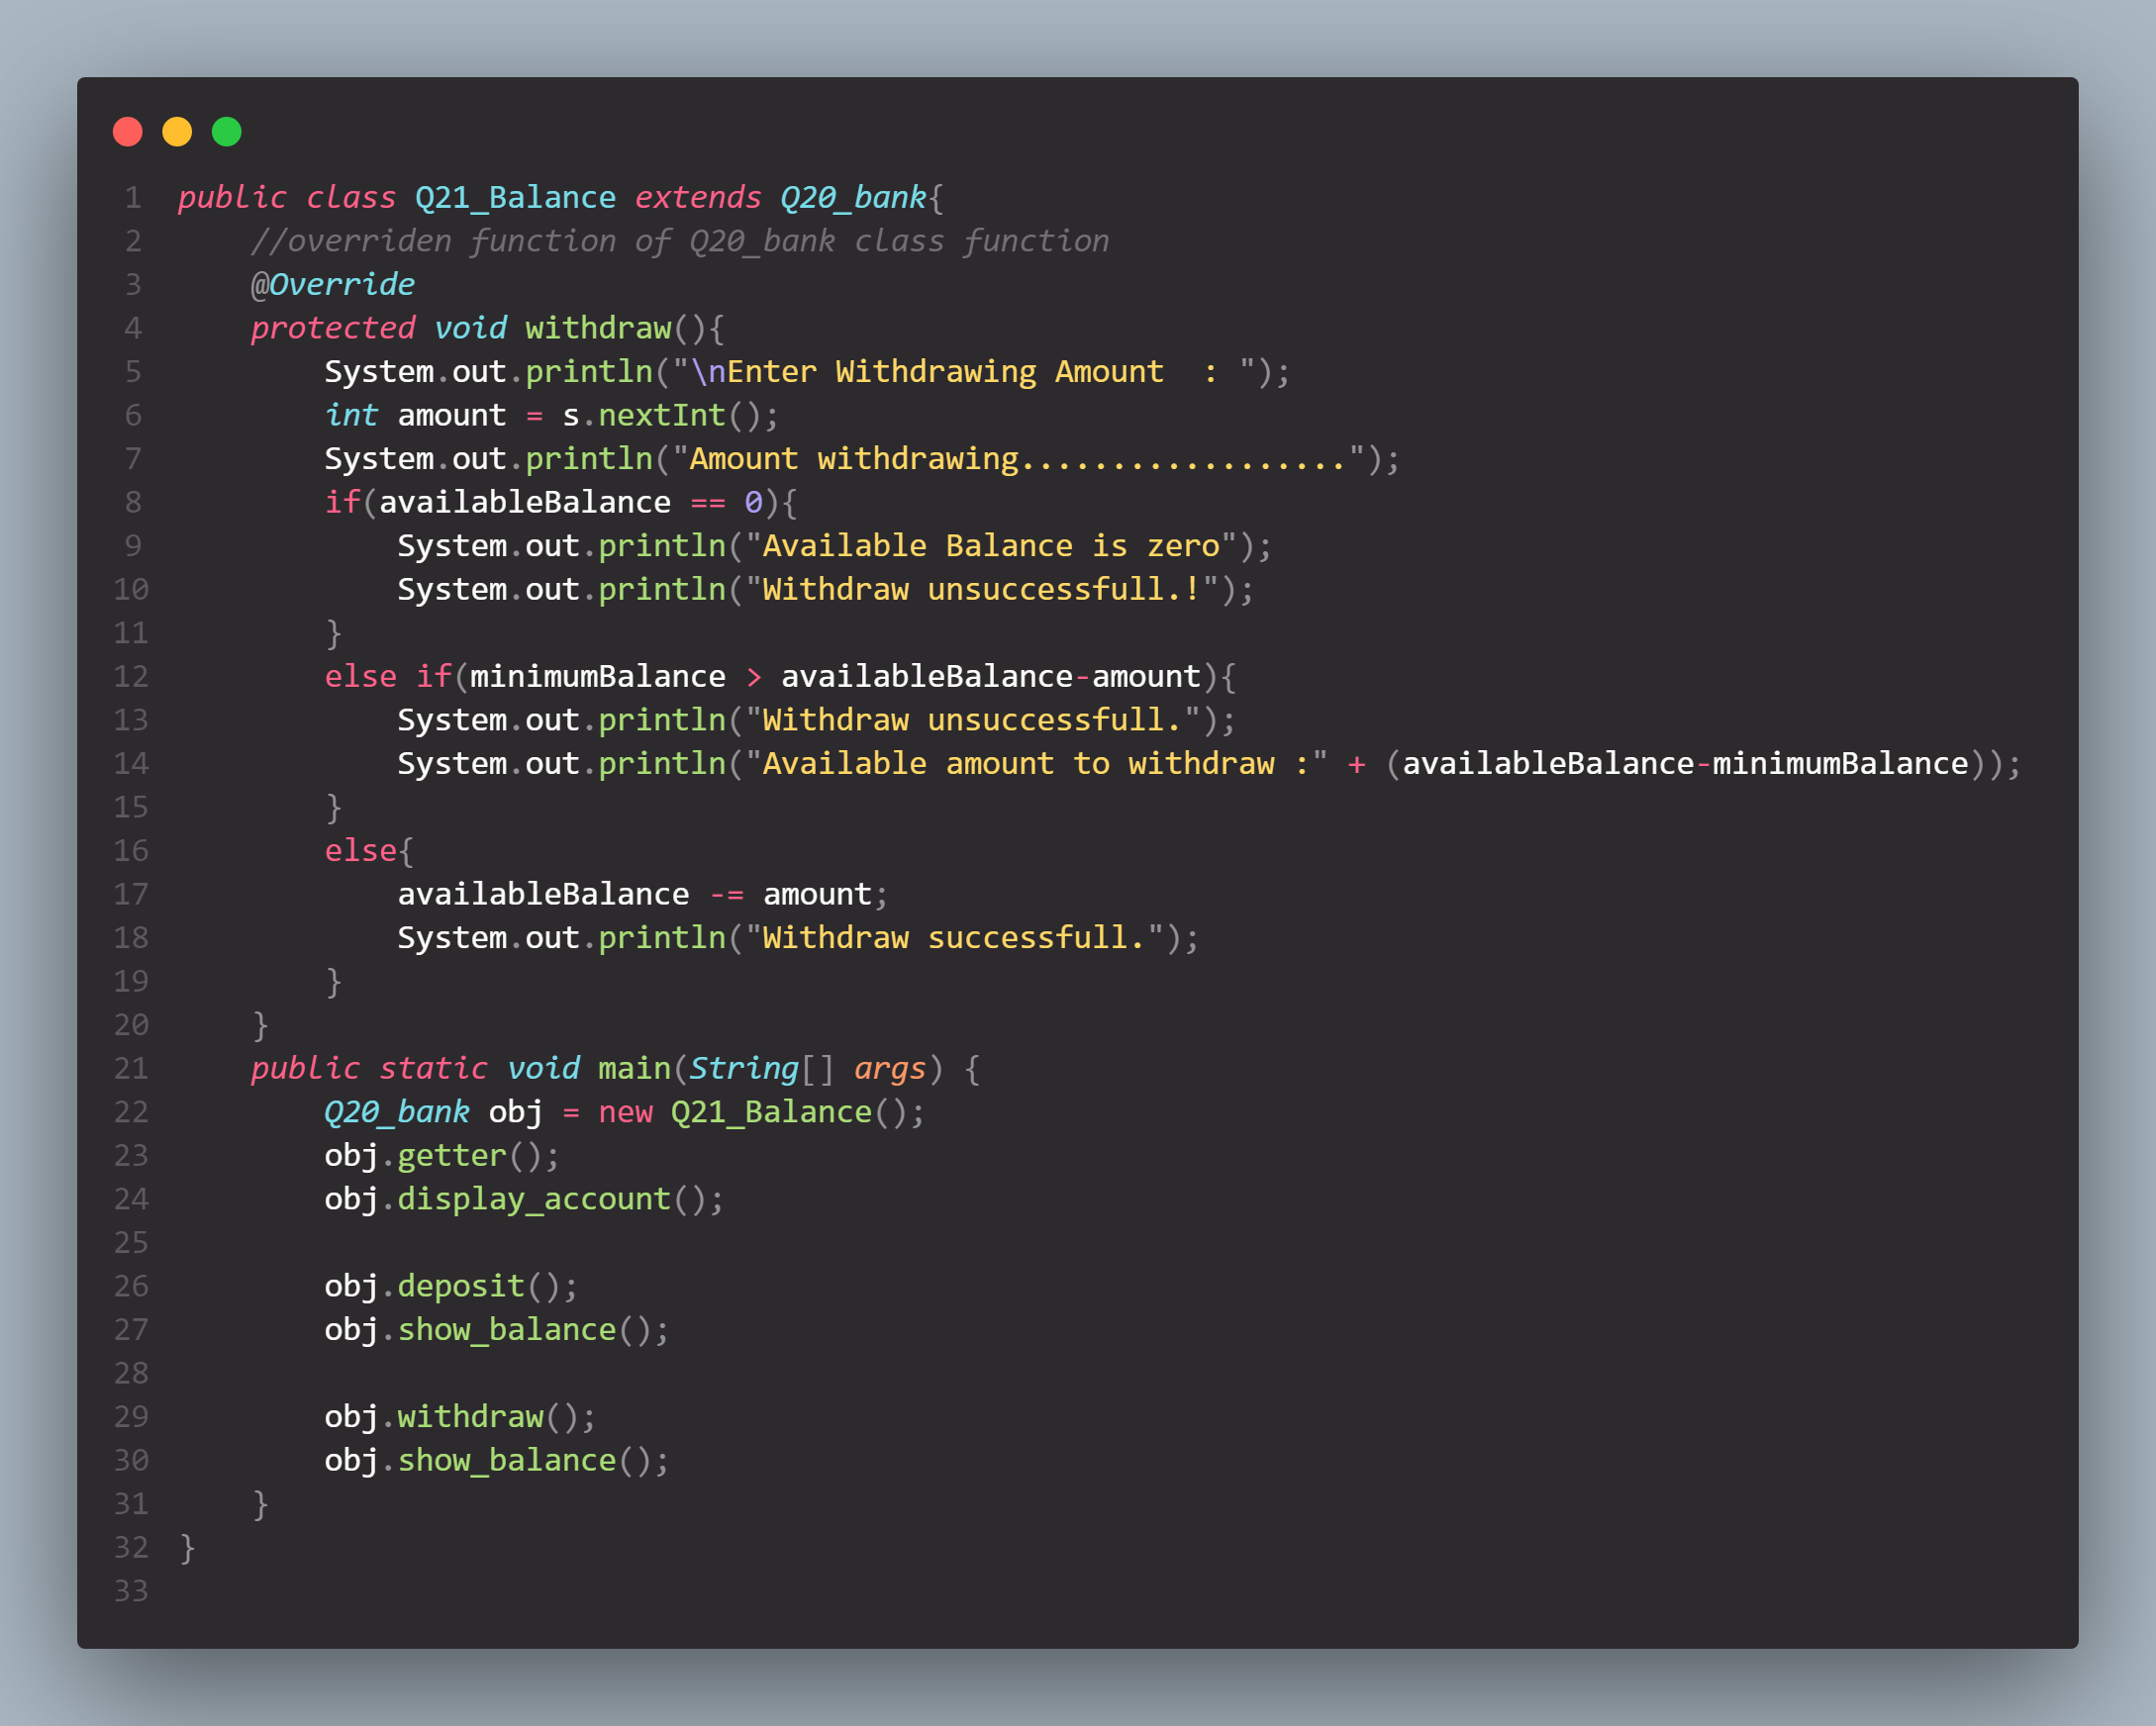 1 public class Q21_Balance extends Q20_bank{
2     //overriden function of Q20_bank class function
3     @Override
4     protected void withdraw(){
5         System.out.println("\nEnter Withdrawing Amount  : ");
6         int amount = s.nextInt();
7         System.out.println("Amount withdrawing..................");
8         if(availableBalance == 0){
9             System.out.println("Available Balance is zero");
10             System.out.println("Withdraw unsuccessfull.!");
11         }
12         else if(minimumBalance > availableBalance-amount){
13             System.out.println("Withdraw unsuccessfull.");
14             System.out.println("Available amount to withdraw :" + (availableBalance-minimumBalance));
15         }
16         else{
17             availableBalance -= amount;
18             System.out.println("Withdraw successfull.");
19         }
20     }
21     public static void main(String[] args) {
22         Q20_bank obj = new Q21_Balance();
23         obj.getter();
24         obj.display_account();
25
26         obj.deposit();
27         obj.show_balance();
28
29         obj.withdraw();
30         obj.show_balance();
31     }
32 }
33